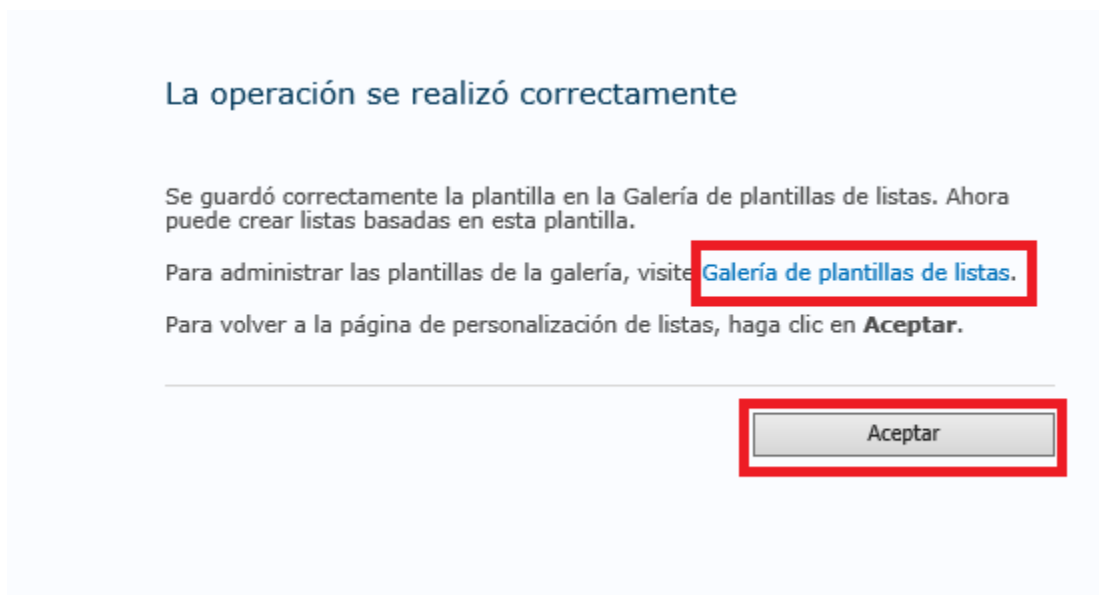 La operación se realizó correctamente
Se guardó correctamente la plantilla en la Galería de plantillas de listas. Ahora
puede crear listas basadas en esta plantilla.
Para administrar las plantillas de la galería, visite Galería de plantillas de listas.
Para volver a la página de personalización de listas, haga clic en Aceptar.
Aceptar